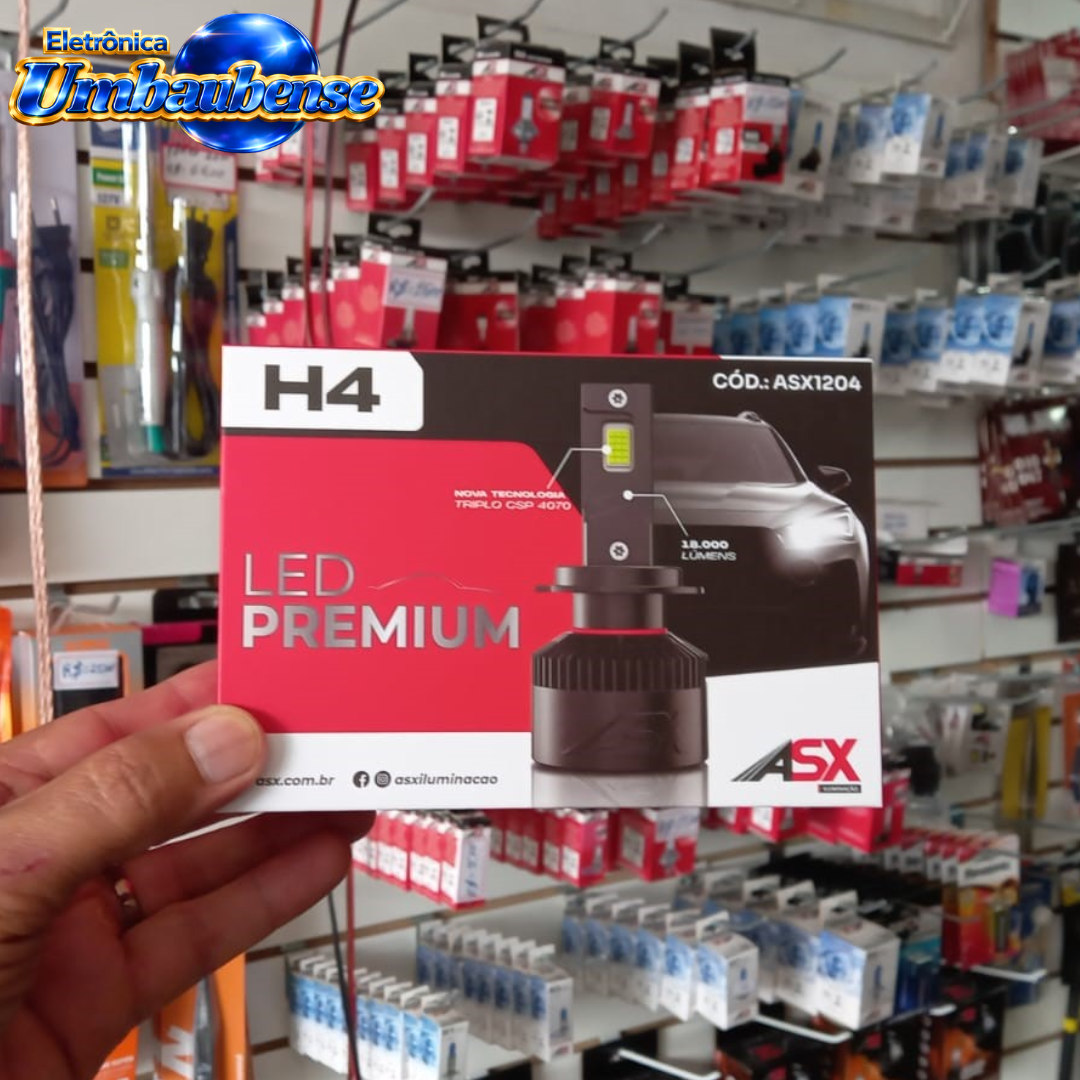 Eletrônica
Umbaubense
H4
CÓD.: ASX1204
NOVA TECNOLOGIA
TRIPLO CSP 4070
18.000
LÚMENS
LED
PREMIUM
asx.com.br
asxiluminacao
ASX
ILUMINAÇÃO